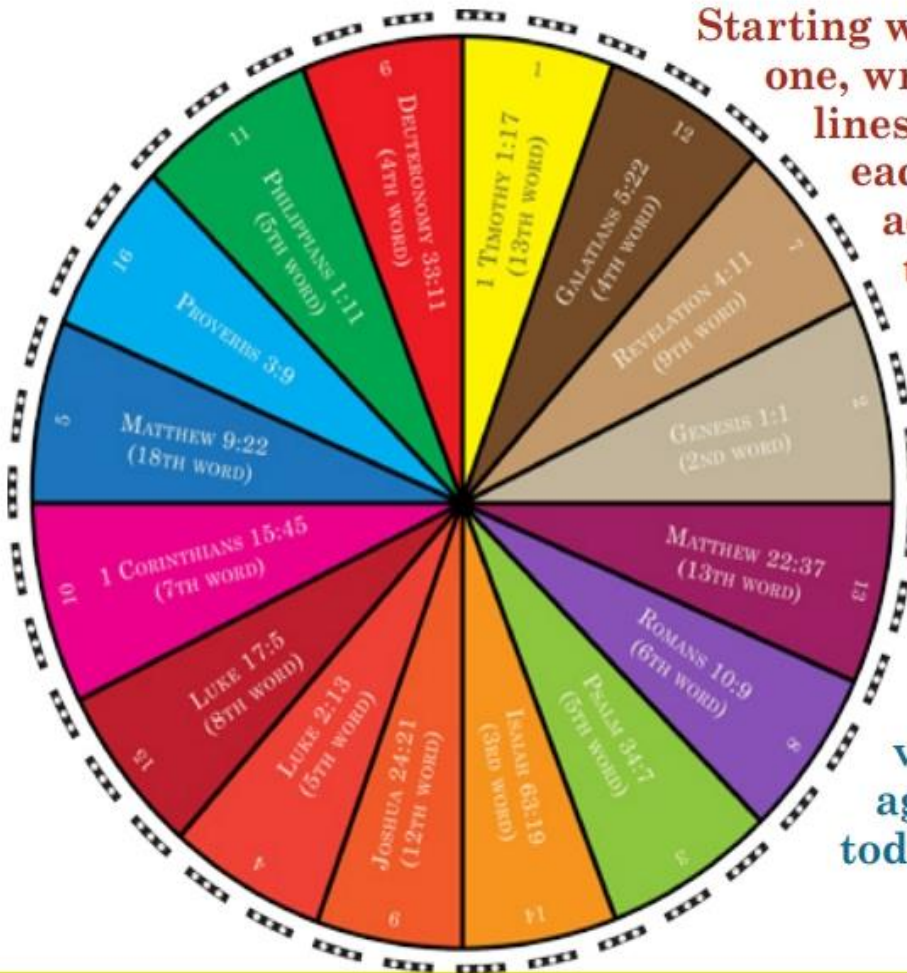 Starting w
one, wr
lines
eac
a
t
1
1 Timothy 1:17
(13th word)
12
Galatians 5:22
(4th word)
7
Revelation 4:11
(9th word)
2
Genesis 1:1
(2nd word)
13
Matthew 22:37
(13th word)
8
Romans 10:9
(6th word)
3
Psalm 34:7
(5th word)
14
Isaiah 63:19
(3rd word)
9
Joshua 24:21
(12th word)
4
Luke 2:13
(5th word)
15
Luke 17:5
(8th word)
10
1 Corinthians 15:45
(7th word)
5
Matthew 9:22
(18th word)
16
Proverbs 3:9
11
Philippians 1:11
(5th word)
6
Deuteronomy 33:11
(4th word)
v
ag
tod